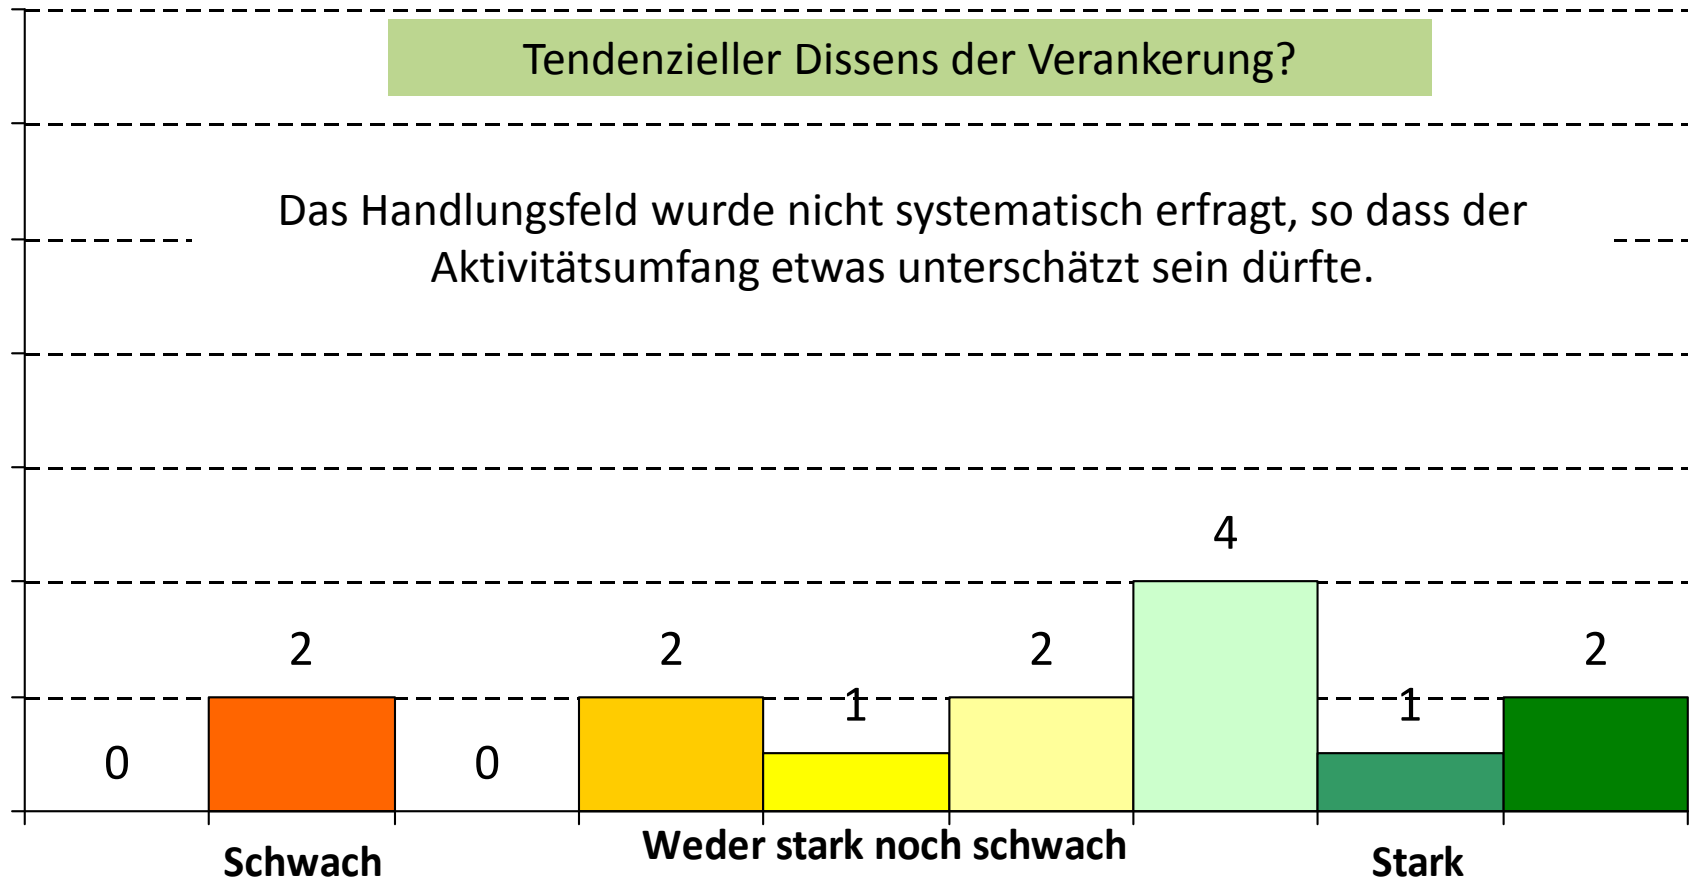 Tendenzieller Dissens der Verankerung?
Das Handlungsfeld wurde nicht systematisch erfragt, so dass der
Aktivitätsumfang etwas unterschätzt sein dürfte.
0
2
0
2
1
2
4
1
2
Schwach
Weder stark noch schwach
Stark